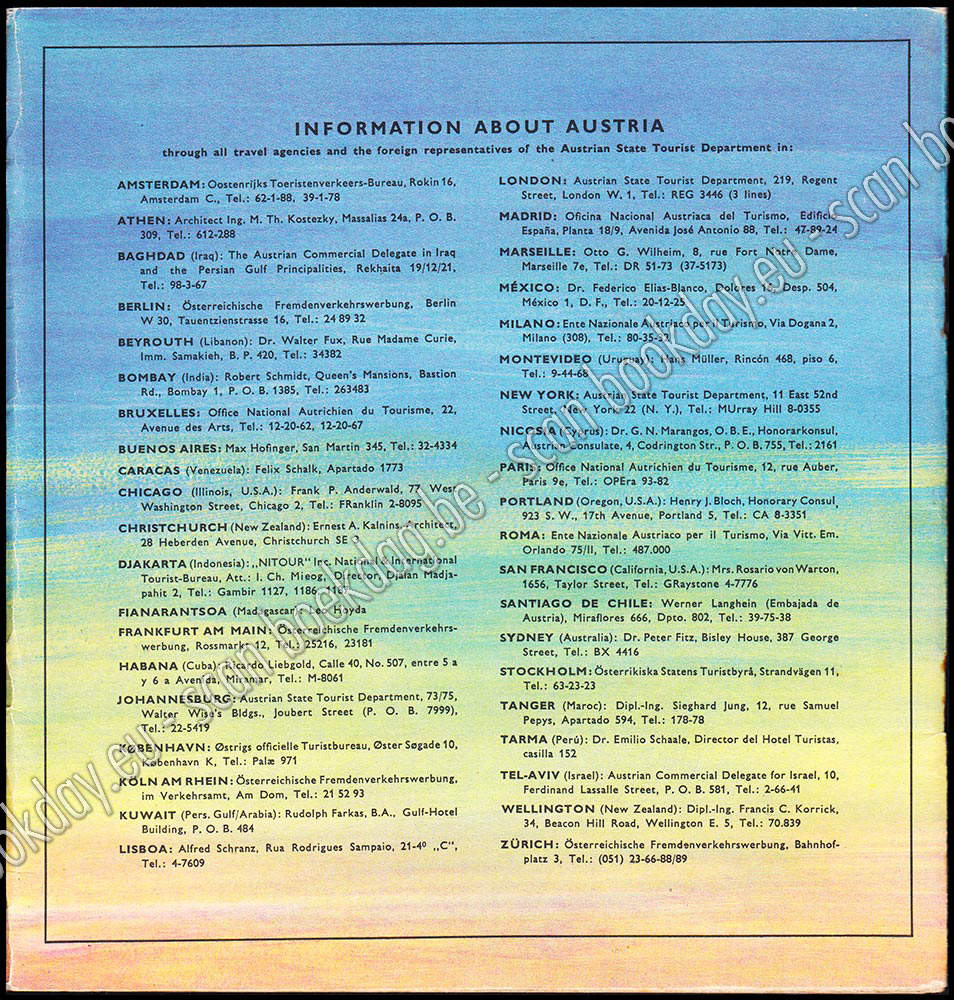 INFORMATION ABOUT AUSTRIA
through all travel agencies and the foreign representatives of the Austrian State Tourist Department in:
AMSTERDAM: Oostenrijks Toeristenverkeers-Bureau, Rokin 16,
Amsterdam C., Tel.: 62-1-88, 39-1-78
ATHEN: Architect Ing. M. Th. Kostezky, Massalias 24a, P. O. B.
309, Tel.: 612-288
BAGHDAD (Iraq): The Austrian Commercial Delegate in Iraq
and the Persian Gulf Principalities, Rekhaita 19/12/21,
Tel.: 98-3-67
BERLIN: Österreichische Fremdenverkehrswerbung, Berlin
W 30, Tauentzienstrasse 16, Tel.: 24 89 32
BEYROUTH (Libanon): Dr. Walter Fux, Rue Madame Curie,
Imm. Samakieh, B. P. 420, Tel.: 34382
BOMBAY (India): Robert Schmidt, Queen's Mansions, Bastion
Rd., Bombay 1, P. O. B. 1385, Tel.: 263483
BRUXELLES: Office National Autrichien du Tourisme, 22,
Avenue des Arts, Tel.: 12-20-62, 12-20-67
BUENOS AIRES: Max Hofinger, San Martin 345, Tel.: 32-4334
CARACAS (Venezuela): Felix Schalk, Apartado 1773
CHICAGO (Illinois, U.S.A.): Frank P. Anderwald, 77 West
Washington Street, Chicago 2, Tel.: FRanklin 2-8095
CHRISTCHURCH (New Zealand): Ernest A. Kalnins, Architect,
28 Heberden Avenue, Christchurch SE 3
DJAKARTA (Indonesia): „NITOUR" Inc. National & International
Tourist-Bureau, Att.: I. Ch. Mieog, Director, Djalan Madja-
pahit 2, Tel.: Gambir 1127, 1186, 1187
FIANARANTSOA (Madagascar): Leo Hoyda
FRANKFURT AM MAIN: Österreichische Fremdenverkehrs-
werbung, Rossmarkt 12, Tel.: 25216, 23181
HABANA (Cuba): Ricardo Liebgold, Calle 40, No. 507, entre 5 a
y 6 a Avenida, Miramar, Tel.: M-8061
JOHANNESBURG: Austrian State Tourist Department, 73/75,
Walter Wise's Bldgs., Joubert Street (P. O. B. 7999),
Tel.: 22-5419
KØBENHAVN: Østrigs officielle Turistbureau, Øster Søgade 10,
København K, Tel.: Palæ 971
KÖLN AM RHEIN: Österreichische Fremdenverkehrswerbung,
im Verkehrsamt, Am Dom, Tel.: 21 52 93
KUWAIT (Pers. Gulf/Arabia): Rudolph Farkas, B.A., Gulf-Hotel
Building, P. O. B. 484
LISBOA: Alfred Schranz, Rua Rodrigues Sampaio, 21-4º „C",
Tel.: 4-7609
LONDON: Austrian State Tourist Department, 219, Regent
Street, London W. 1, Tel.: REG 3446 (3 lines)
MADRID: Oficina Nacional Austriaca del Turismo, Edificio
España, Planta 18/9, Avenida José Antonio 88, Tel.: 47-89-24
MARSEILLE: Otto G. Wilheim, 8, rue Fort Notre Dame,
Marseille 7e, Tel.: DR 51-73 (37-5173)
MÉXICO: Dr. Federico Elias-Blanco, Dolores Desp. 504,
México 1, D. F., Tel.: 20-12-25
MILANO: Ente Nazionale Austriaco per il Turismo, Via Dogana 2,
Milano (308), Tel.: 80-35-32
MONTEVIDEO (Uruguay): Hans Müller, Rincón 468, piso 6,
Tel.: 9-44-68
NEW YORK: Austrian State Tourist Department, 11 East 52nd
Street, New York 22 (N. Y.), Tel.: MUrray Hill 8-0355
NICOSIA (Cyprus): Dr. G. N. Marangos, O. B. E., Honorarkonsul,
Austrian Consulate, 4, Codrington Str., P. O. B. 755, Tel.: 2161
PARIS: Office National Autrichien du Tourisme, 12, rue Auber,
Paris 9e, Tel.: OPEra 93-82
PORTLAND (Oregon, U.S.A.): Henry J. Bloch, Honorary Consul,
923 S. W., 17th Avenue, Portland 5, Tel.: CA 8-3351
ROMA: Ente Nazionale Austriaco per il Turismo, Via Vitt. Em.
Orlando 75/II, Tel.: 487.000
SAN FRANCISCO (California, U.S.A.): Mrs. Rosario von Warton,
1656, Taylor Street, Tel.: GRaystone 4-7776
SANTIAGO DE CHILE: Werner Langhein (Embajada de
Austria), Miraflores 666, Dpto. 802, Tel.: 39-75-38
SYDNEY (Australia): Dr. Peter Fitz, Bisley House, 387 George
Street, Tel.: BX 4416
STOCKHOLM: Österrikiska Statens Turistbyrå, Strandvägen 11,
Tel.: 63-23-23
TANGER (Maroc): Dipl.-Ing. Sieghard Jung, 12, rue Samuel
Pepys, Apartado 594, Tel.: 178-78
TARMA (Perú): Dr. Emilio Schaale, Director del Hotel Turistas,
casilla 152
TEL-AVIV (Israel): Austrian Commercial Delegate for Israel, 10,
Ferdinand Lassalle Street, P. O. B. 581, Tel.: 2-66-41
WELLINGTON (New Zealand): Dipl.-Ing. Francis C. Korrick,
34, Beacon Hill Road, Wellington E. 5, Tel.: 70.839
ZÜRICH: Österreichische Fremdenverkehrswerbung, Bahnhof-
platz 3, Tel.: (051) 23-66-88/89
bookday.eu - scan boekdag.be - scan bookday.eu - scan bo